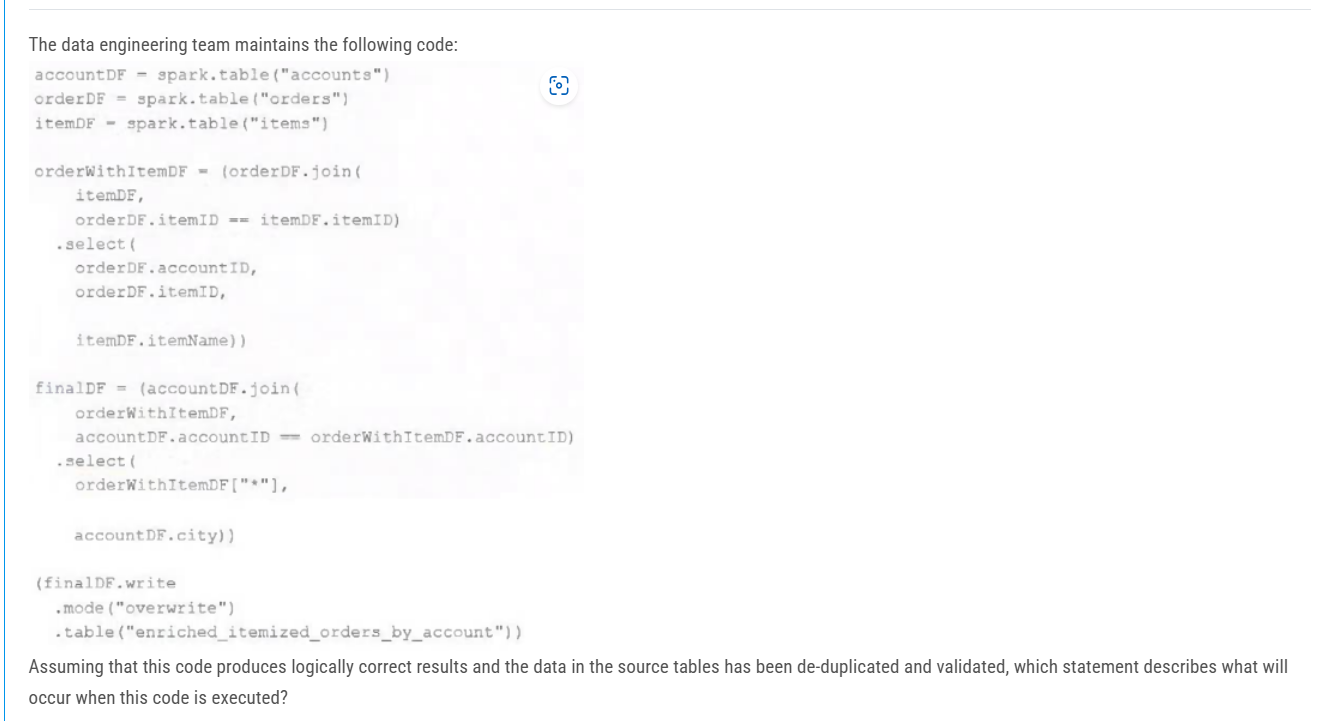 The data engineering team maintains the following code:
accountDF = spark.table("accounts")
orderDF = spark.table("orders")
itemDF = spark.table("items")
orderWithItemDF = (orderDF.join(
itemDF,
orderDF.itemID == itemDF.itemID)
.select(
orderDF.accountID,
orderDF.itemID,
itemDF.itemName))
finalDF = (accountDF.join(
orderWithItemDF,
accountDF.accountID == orderWithItemDF.accountID)
.select(
orderWithItemDF["*"],
accountDF.city))
(finalDF.write
.mode("overwrite")
.table("enriched_itemized_orders_by_account"))
Assuming that this code produces logically correct results and the data in the source tables has been de-duplicated and validated, which statement describes what will
occur when this code is executed?